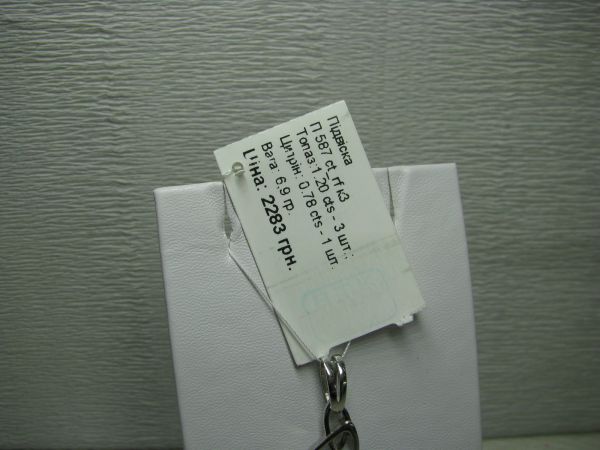 Підвіска
П 587 ct_rf к3
Топаз:1.20 cts - 3 шт.;
Цитрін: 0.78 cts - 1 шт.
Вага: 6.9 гр.
Ціна: 2283 грн.